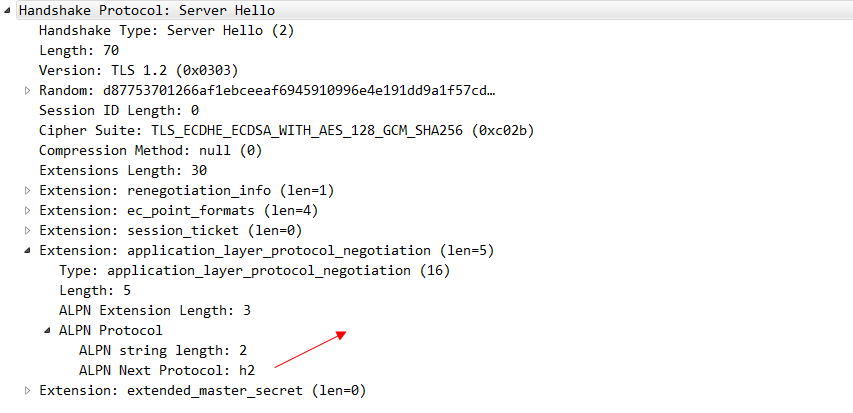 Handshake Protocol: Server Hello
Handshake Type: Server Hello (2)
Length: 70
Version: TLS 1.2 (0x0303)
Random: d87753701266af1ebceeaf6945910996e4e191dd9a1f57cd…
Session ID Length: 0
Cipher Suite: TLS_ECDHE_ECDSA_WITH_AES_128_GCM_SHA256 (0xc02b)
Compression Method: null (0)
Extensions Length: 30
Extension: renegotiation_info (len=1)
Extension: ec_point_formats (len=4)
Extension: session_ticket (len=0)
Extension: application_layer_protocol_negotiation (len=5)
Type: application_layer_protocol_negotiation (16)
Length: 5
ALPN Extension Length: 3
ALPN Protocol
ALPN string length: 2
ALPN Next Protocol: h2
Extension: extended_master_secret (len=0)